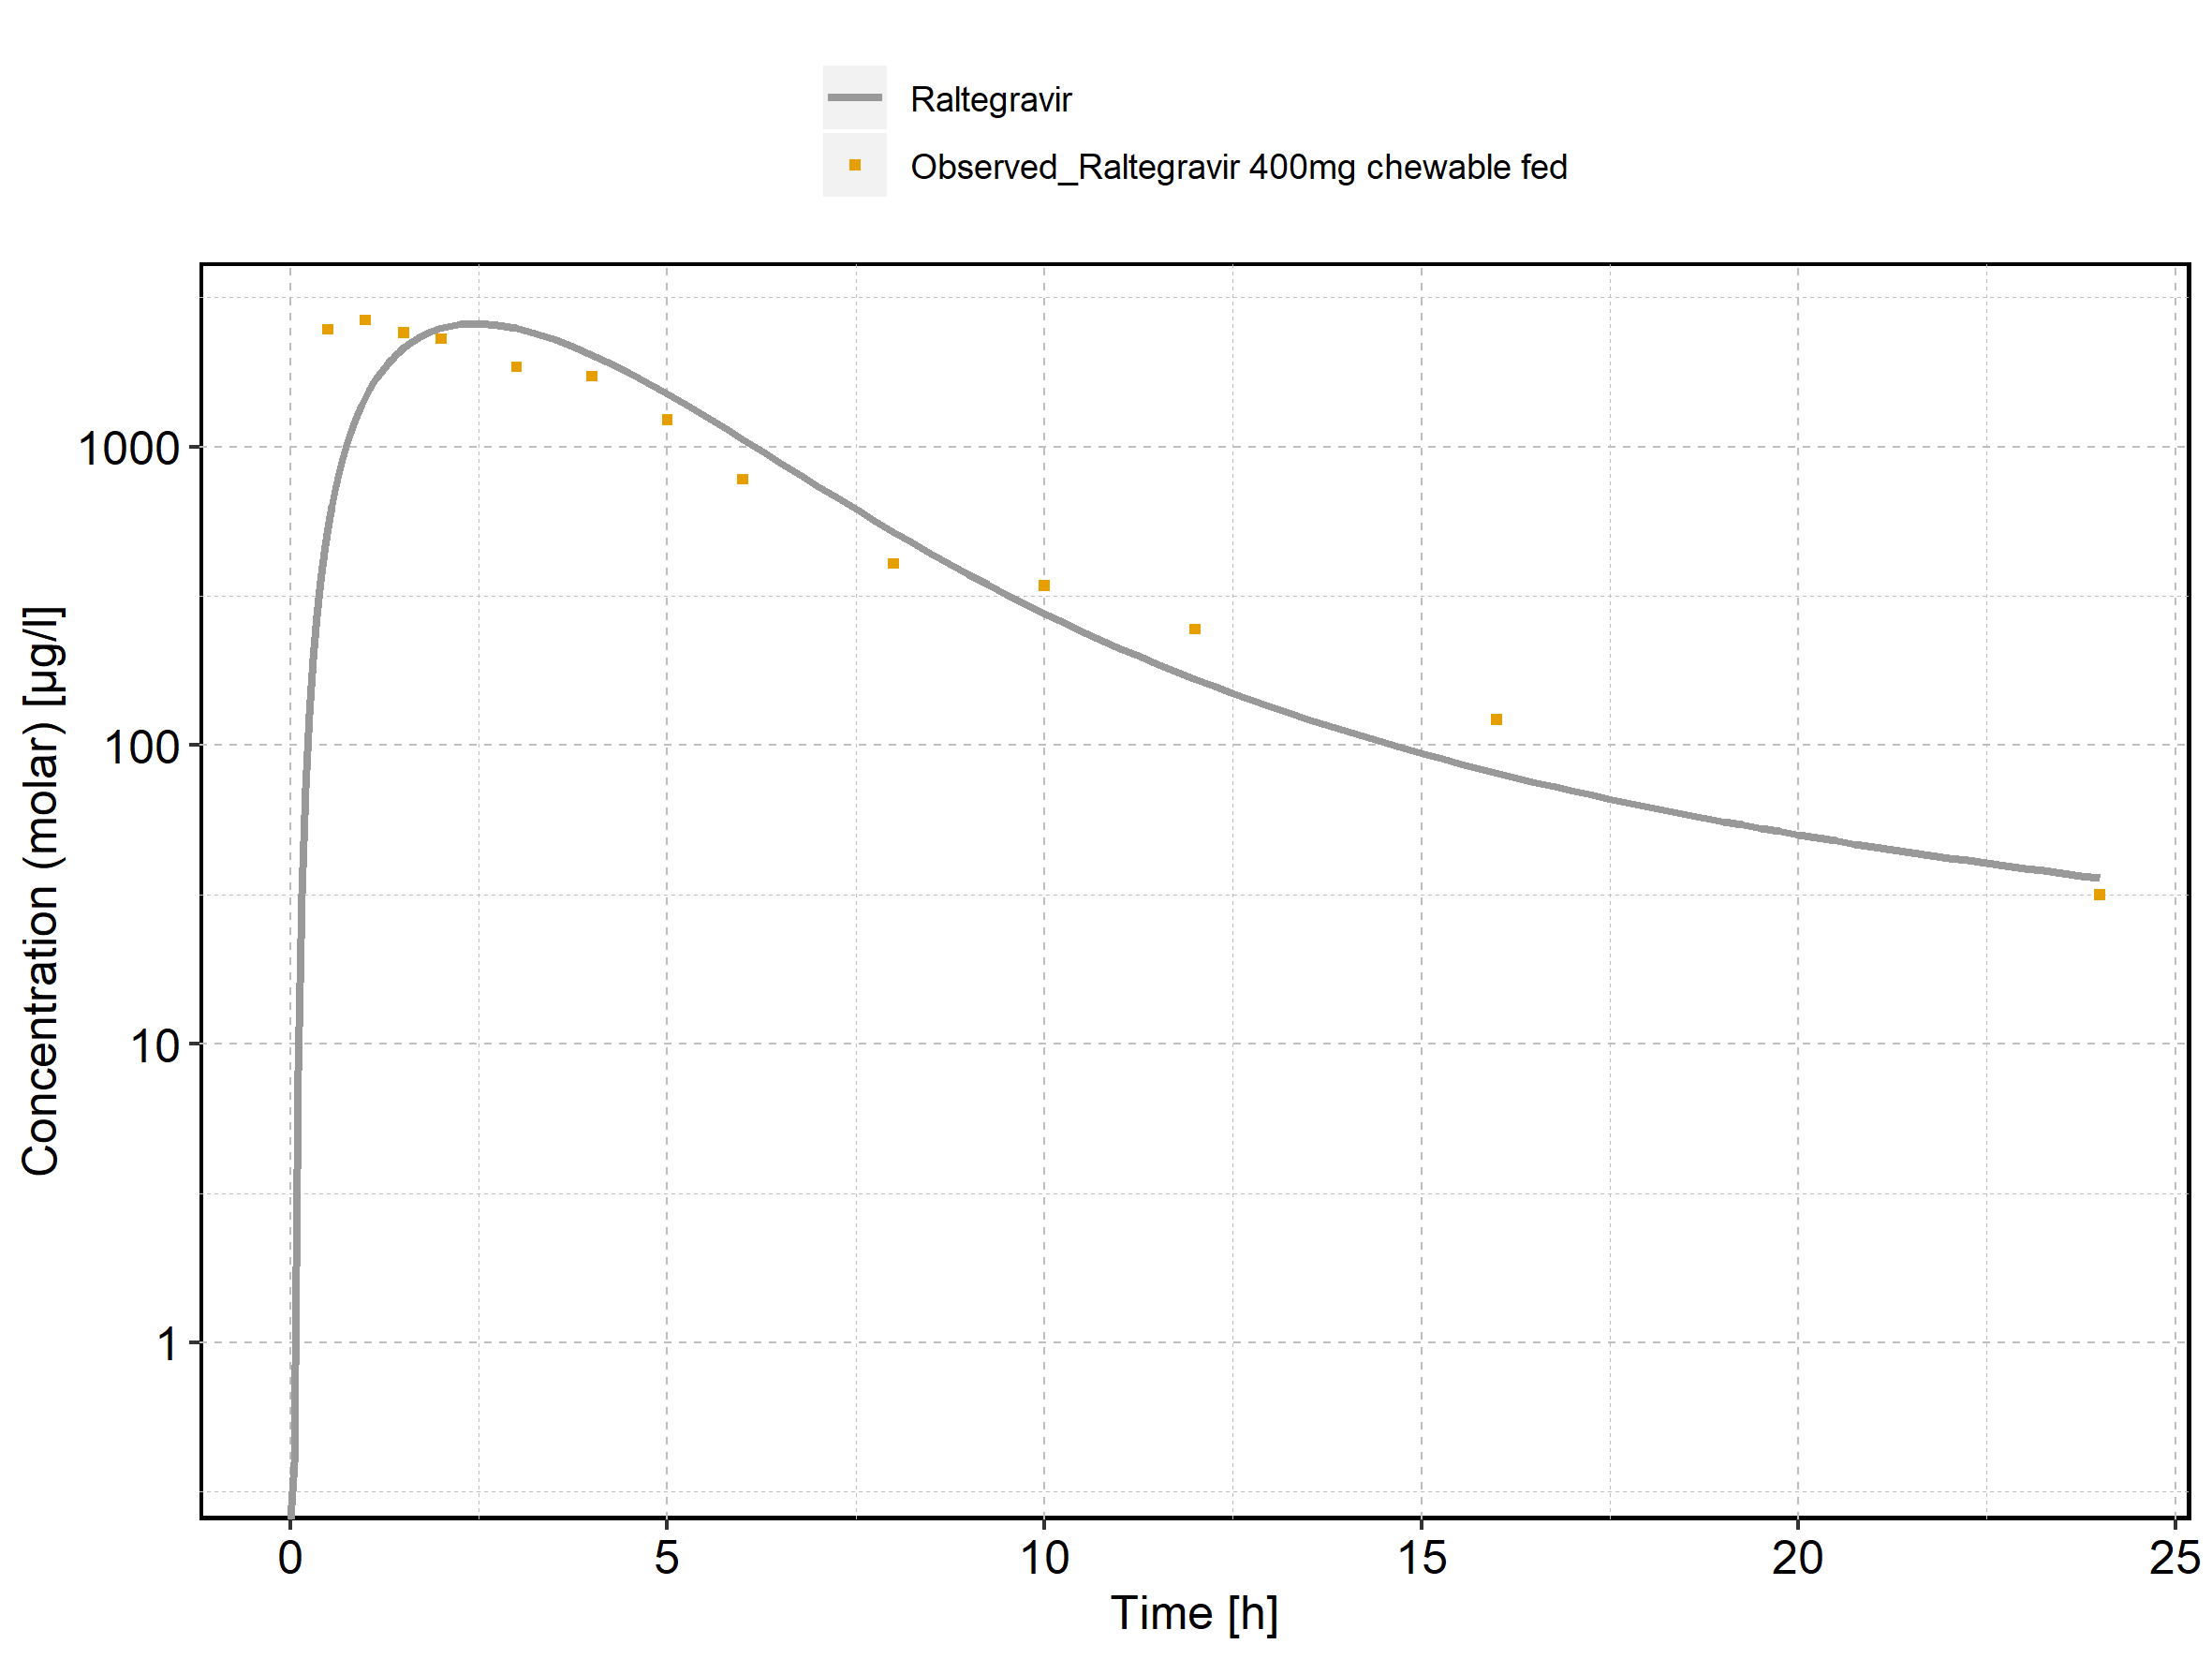 Raltegravir
Observed_Raltegravir 400mg chewable fed
Concentration (molar) [µg/l]
1000
100
10
1
0 5 10 15 20 25
Time [h]